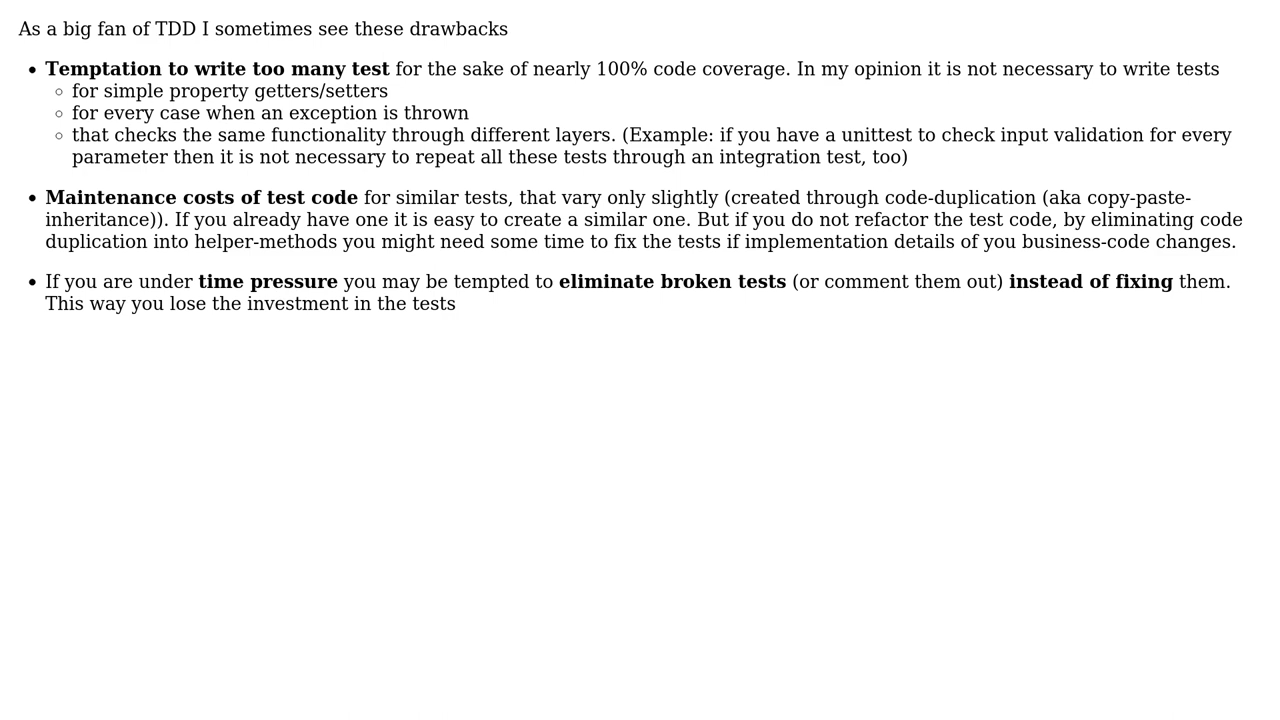 As a big fan of TDD I sometimes see these drawbacks
Temptation to write too many test for the sake of nearly 100% code coverage. In my opinion it is not necessary to write tests
for simple property getters/setters
for every case when an exception is thrown
that checks the same functionality through different layers. (Example: if you have a unittest to check input validation for every
parameter then it is not necessary to repeat all these tests through an integration test, too)
Maintenance costs of test code for similar tests, that vary only slightly (created through code-duplication (aka copy-paste-
inheritance)). If you already have one it is easy to create a similar one. But if you do not refactor the test code, by eliminating code
duplication into helper-methods you might need some time to fix the tests if implementation details of you business-code changes.
If you are under time pressure you may be tempted to eliminate broken tests (or comment them out) instead of fixing them.
This way you lose the investment in the tests